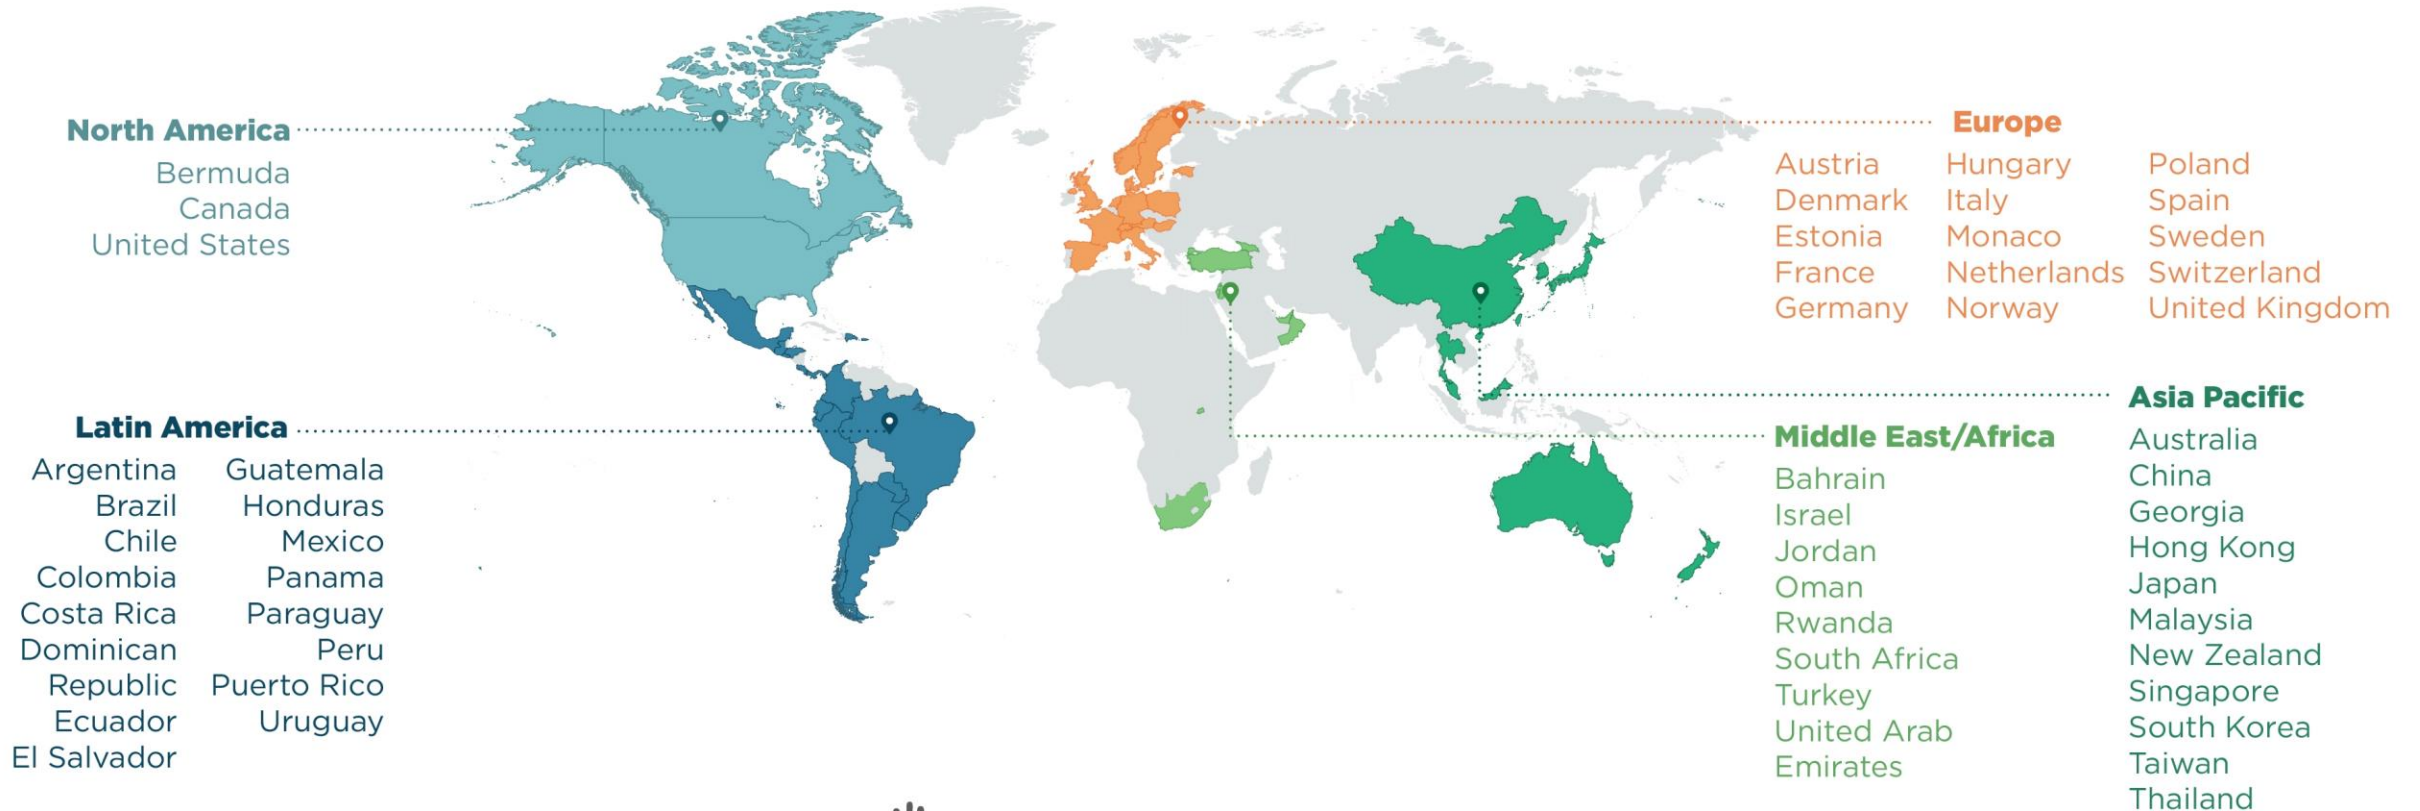 North America
Bermuda
Canada
United States
Latin America
Argentina
Brazil
Chile
Colombia
Costa Rica
Dominican
Republic
Ecuador
El Salvador
Guatemala
Honduras
Mexico
Panama
Paraguay
Peru
Puerto Rico
Uruguay
Europe
Austria
Denmark
Estonia
France
Germany
Hungary
Italy
Monaco
Netherlands
Norway
Poland
Spain
Sweden
Switzerland
United Kingdom
Middle East/Africa
Bahrain
Israel
Jordan
Oman
Rwanda
South Africa
Turkey
United Arab
Emirates
Asia Pacific
Australia
China
Georgia
Hong Kong
Japan
Malaysia
New Zealand
Singapore
South Korea
Taiwan
Thailand